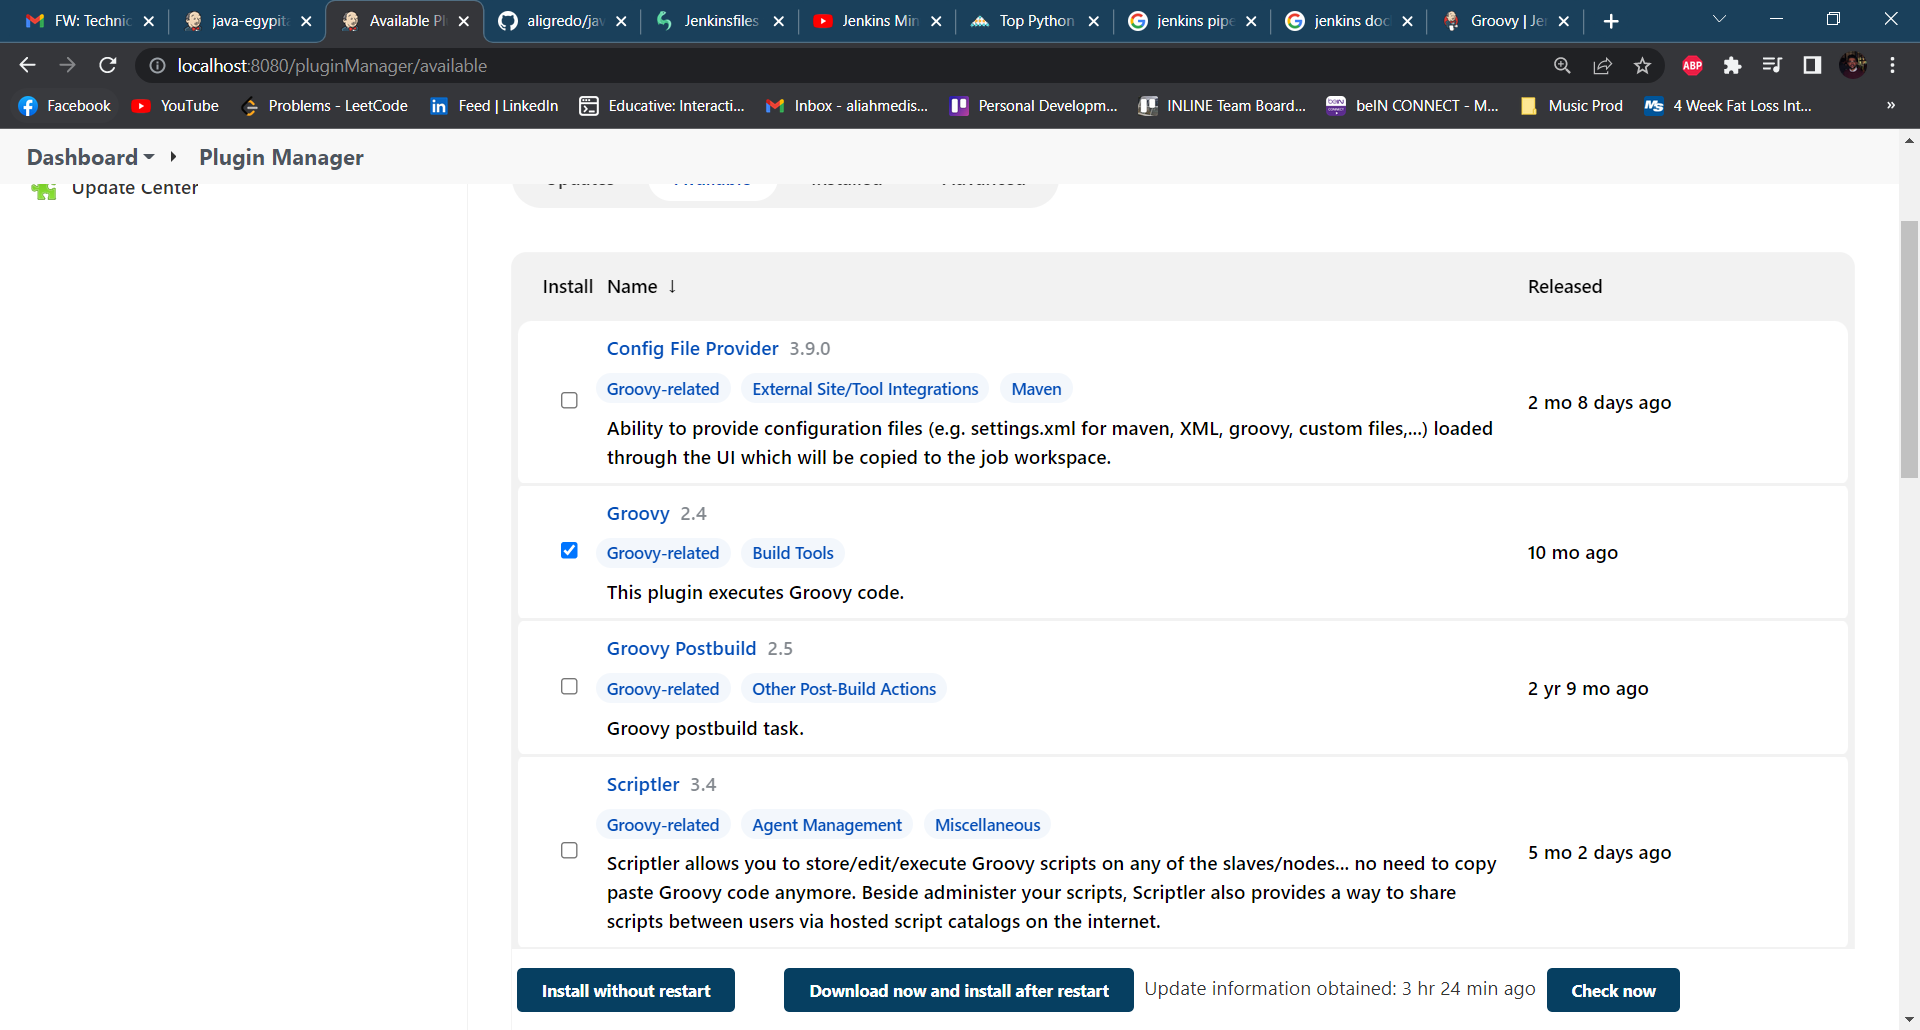 FW: Technic
java-egypit
Available Pl
aligredo/jav
Jenkinsfiles
Jenkins Min
Top Python
jenkins pipe
jenkins doc
Groovy | Je
localhost:8080/pluginManager/available
ABP
Facebook
YouTube
Problems - LeetCode
Feed | LinkedIn
Educative: Interacti...
Inbox - aliahmedis...
Personal Developm...
INLINE Team Board...
beIN CONNECT - M...
Music Prod
4 Week Fat Loss Int...
»
Dashboard
Plugin Manager
Update Center
Updates
Available
Installed
Advanced
Install Name ↓ Released
Config File Provider 3.9.0
Groovy-related External Site/Tool Integrations Maven
2 mo 8 days ago
Ability to provide configuration files (e.g. settings.xml for maven, XML, groovy, custom files,...) loaded
through the UI which will be copied to the job workspace.
Groovy 2.4
Groovy-related Build Tools
10 mo ago
This plugin executes Groovy code.
Groovy Postbuild 2.5
Groovy-related Other Post-Build Actions
2 yr 9 mo ago
Groovy postbuild task.
Scriptler 3.4
Groovy-related Agent Management Miscellaneous
5 mo 2 days ago
Scriptler allows you to store/edit/execute Groovy scripts on any of the slaves/nodes... no need to copy
paste Groovy code anymore. Beside administer your scripts, Scriptler also provides a way to share
scripts between users via hosted script catalogs on the internet.
Install without restart
Download now and install after restart
Update information obtained: 3 hr 24 min ago
Check now